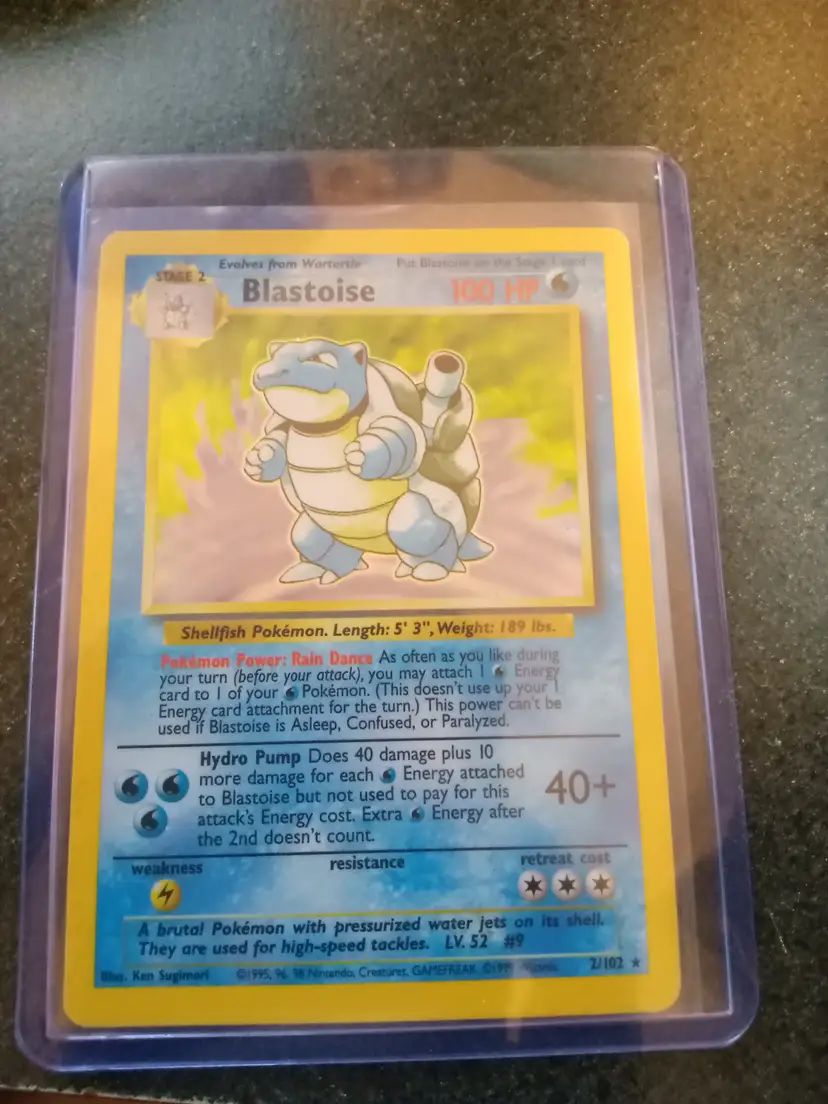 Evolves from Wartortle Put Blastoise on the Stage 1 card
STAGE 2
Blastoise 100 HP
Shellfish Pokémon. Length: 5' 3", Weight: 189 lbs.
Pokémon Power: Rain Dance As often as you like during
your turn (before your attack), you may attach 1 Energy
card to 1 of your Pokémon. (This doesn't use up your 1
Energy card attachment for the turn.) This power can't be
used if Blastoise is Asleep, Confused, or Paralyzed.
Hydro Pump Does 40 damage plus 10
more damage for each Energy attached
to Blastoise but not used to pay for this
attack's Energy cost. Extra Energy after
the 2nd doesn't count.
40+
weakness resistance retreat cost
A brutal Pokémon with pressurized water jets on its shell.
They are used for high-speed tackles. LV. 52 #9
Illus. Ken Sugimori ©1995, 96, 98 Nintendo, Creatures, GAMEFREAK. 2/102 ★